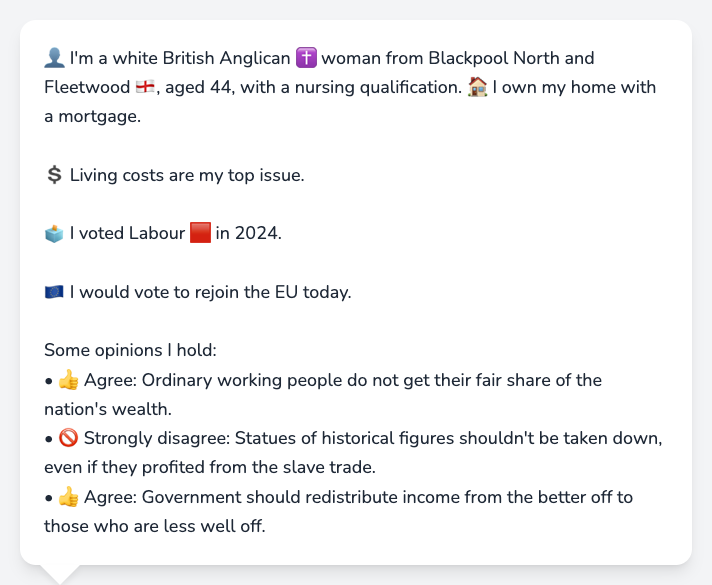 👤 I'm a white British Anglican ✝️ woman from Blackpool North and
Fleetwood 🏴󠁧󠁢󠁥󠁮󠁧󠁿, aged 44, with a nursing qualification. 🏠 I own my home with
a mortgage.
💲 Living costs are my top issue.
🗳️ I voted Labour 🟥 in 2024.
🇪🇺 I would vote to rejoin the EU today.
Some opinions I hold:
• 👍 Agree: Ordinary working people do not get their fair share of the
nation's wealth.
• 🚫 Strongly disagree: Statues of historical figures shouldn't be taken down,
even if they profited from the slave trade.
• 👍 Agree: Government should redistribute income from the better off to
those who are less well off.